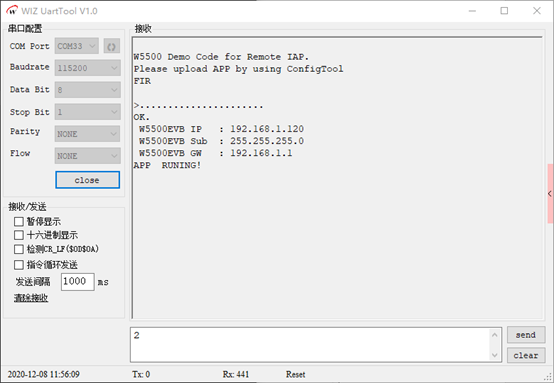 WIZ UartTool V1.0
串口配置
COM Port COM33
Baudrate 115200
Data Bit 8
Stop Bit 1
Parity NONE
Flow NONE
close
接收/发送
暂停显示
十六进制显示
检测CR_LF($0D$0A)
指令循环发送
发送间隔 1000 ms
清除接收
接收
W5500 Demo Code for Remote IAP.
Please upload APP by using ConfigTool
FIR
>......................
OK.
W5500EVB IP : 192.168.1.120
W5500EVB Sub : 255.255.255.0
W5500EVB GW : 192.168.1.1
APP RUNING!
2
send
clear
2020-12-08 11:56:09 Tx: 0 Rx: 441 Reset